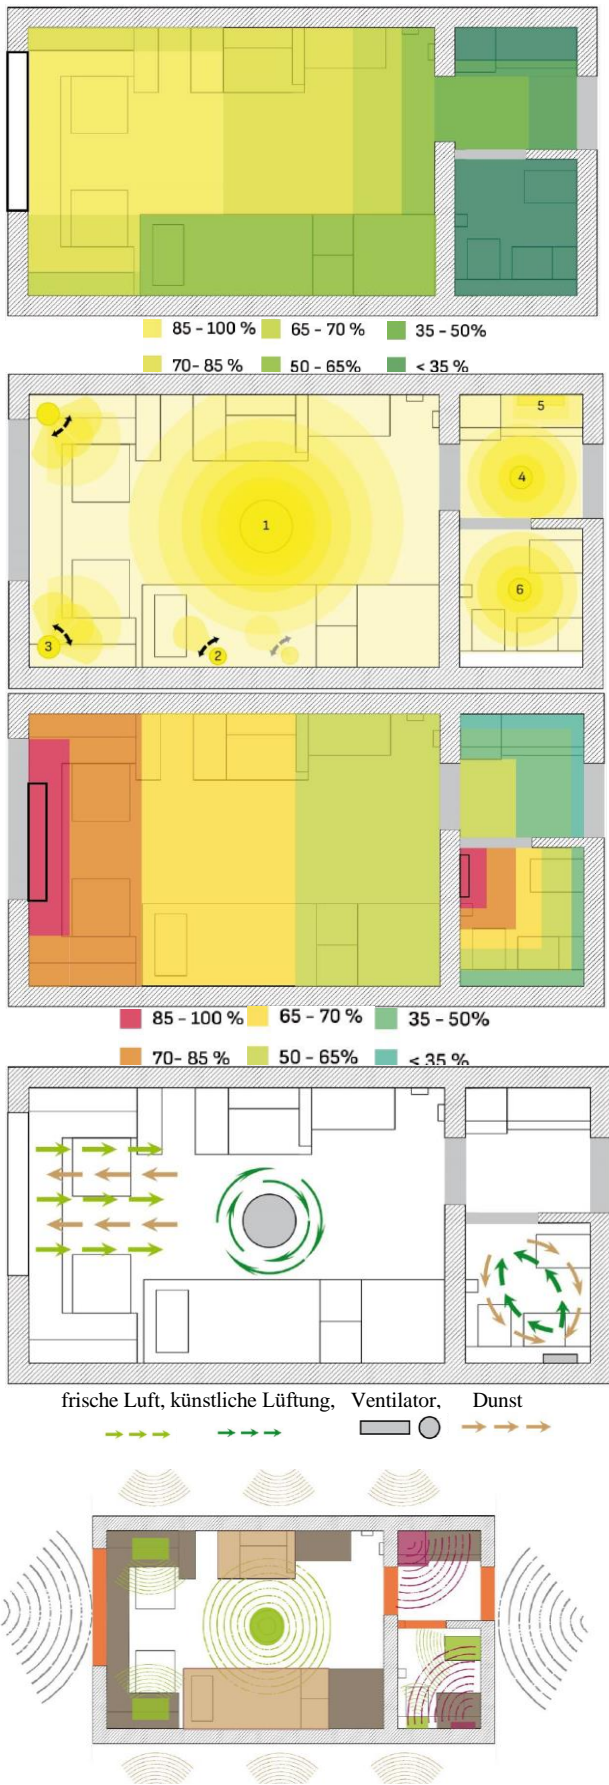 85 - 100 % 65 - 70 % 35 - 50%
70- 85 % 50 - 65% < 35 %
5
4
1
6
3
2
85 - 100 % 65 - 70 % 35 - 50%
70- 85 % 50 - 65% < 35 %
frische Luft, künstliche Lüftung, Ventilator, Dunst